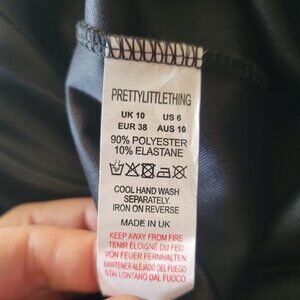 PRETTYLITTLETHING
UK 10 US 6
EUR 38 AUS 10
90% POLYESTER
10% ELASTANE
COOL HAND WASH
SEPARATELY.
IRON ON REVERSE
MADE IN UK
KEEP AWAY FROM FIRE
TENIR ÉLOIGNÉ DU FEU
VON FEUER FERNHALTEN
MANTENER ALEJADO DEL FUEGO
STAI LONTANO DAL FUOCO